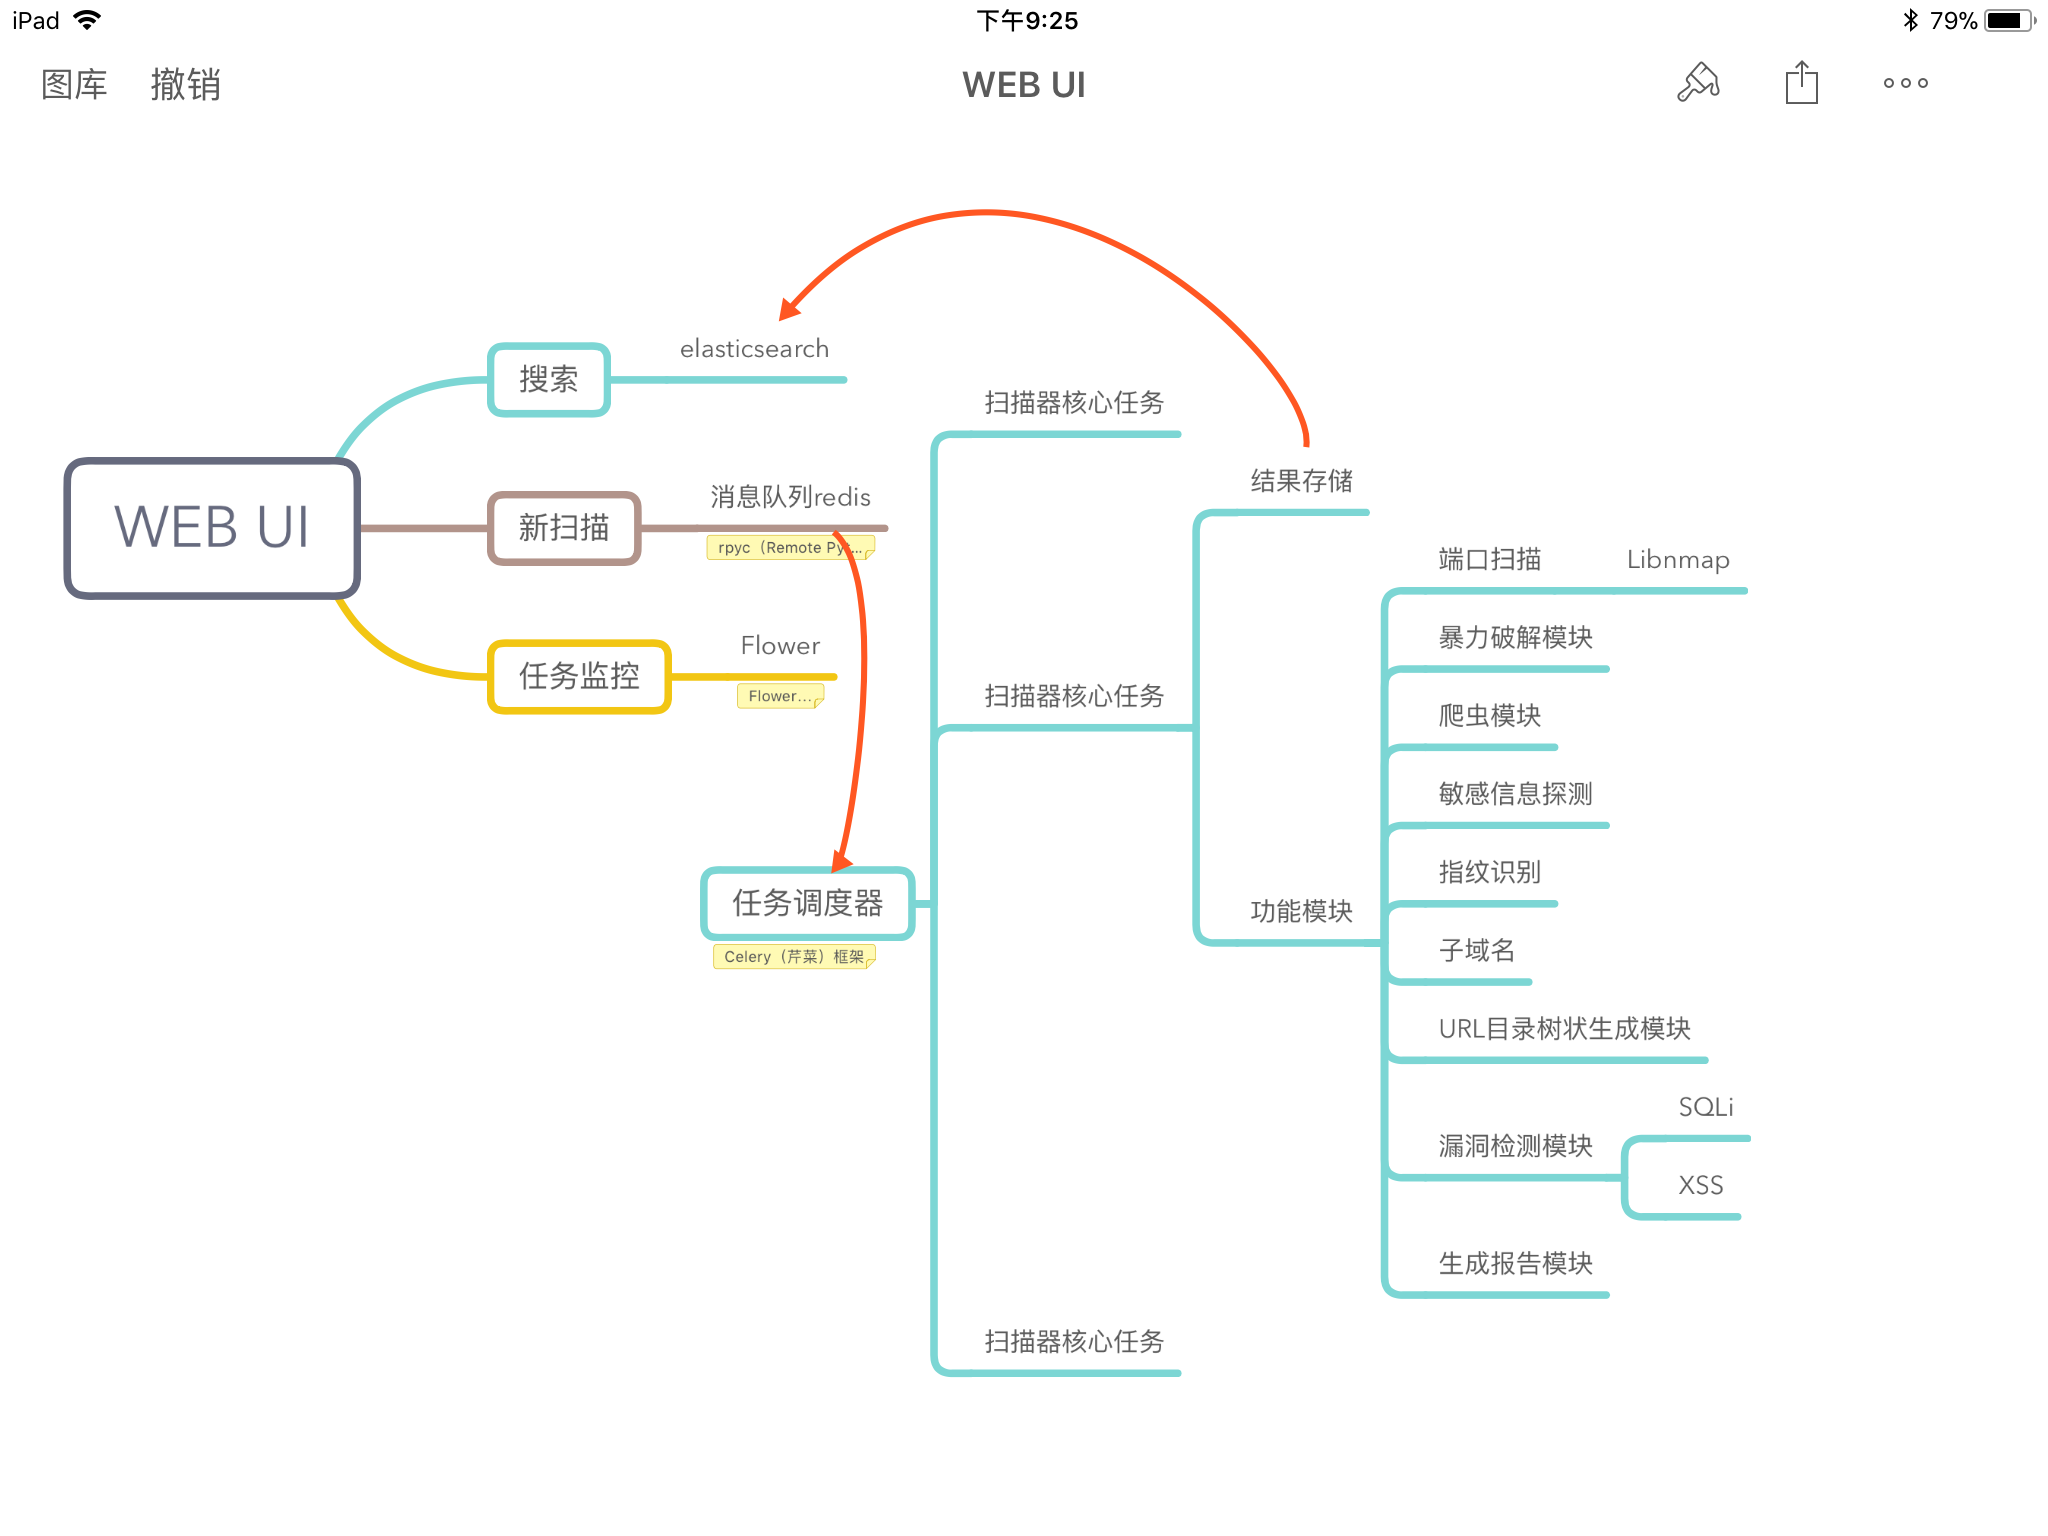 iPad
下午9:25
79%
图库
撤销
WEB UI
WEB UI
搜索
elasticsearch
新扫描
消息队列redis
rpyc（Remote Pyt...
任务监控
Flower
Flower...
任务调度器
Celery（芹菜）框架
扫描器核心任务
扫描器核心任务
结果存储
功能模块
端口扫描
Libnmap
暴力破解模块
爬虫模块
敏感信息探测
指纹识别
子域名
URL目录树状生成模块
漏洞检测模块
SQLi
XSS
生成报告模块
扫描器核心任务